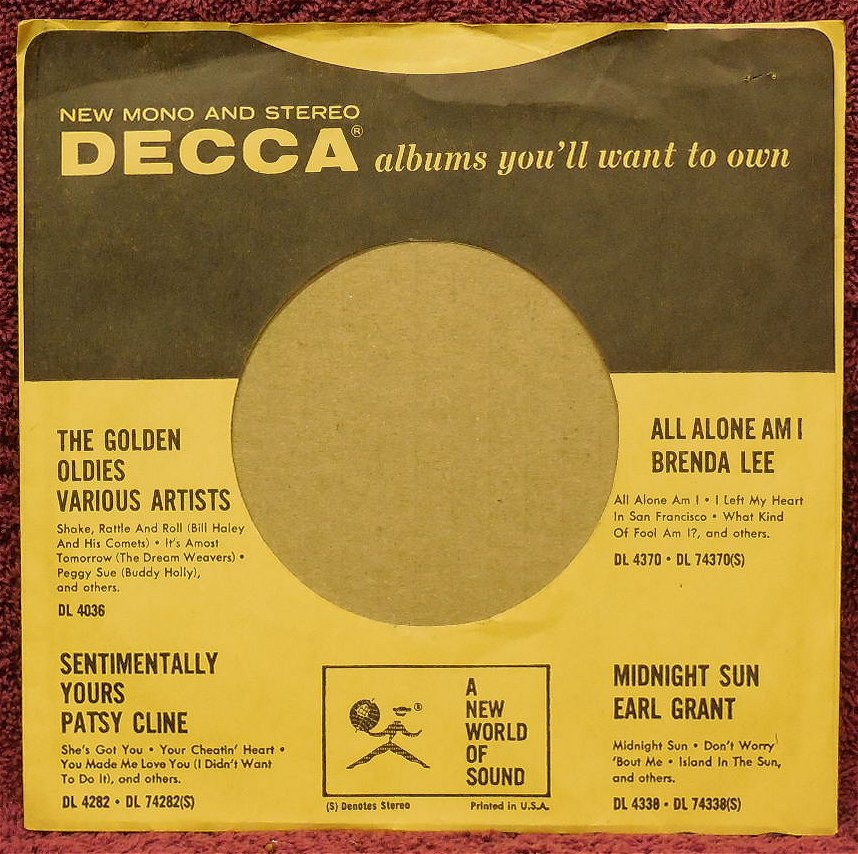 NEW MONO AND STEREO
DECCA® albums you'll want to own
THE GOLDEN
OLDIES
VARIOUS ARTISTS
Shake, Rattle And Roll (Bill Haley
And His Comets) • It's Amost
Tomorrow (The Dream Weavers) •
Peggy Sue (Buddy Holly),
and others.
DL 4036
ALL ALONE AM I
BRENDA LEE
All Alone Am I • I Left My Heart
In San Francisco • What Kind
Of Fool Am I?, and others.
DL 4370 • DL 74370(S)
SENTIMENTALLY
YOURS
PATSY CLINE
She's Got You • Your Cheatin' Heart •
You Made Me Love You (I Didn't Want
To Do It), and others.
DL 4282 • DL 74282(S)
®
A
NEW
WORLD
OF
SOUND
(S) Denotes Stereo
Printed in U.S.A.
MIDNIGHT SUN
EARL GRANT
Midnight Sun • Don't Worry
'Bout Me • Island In The Sun,
and others.
DL 4338 • DL 74338(S)